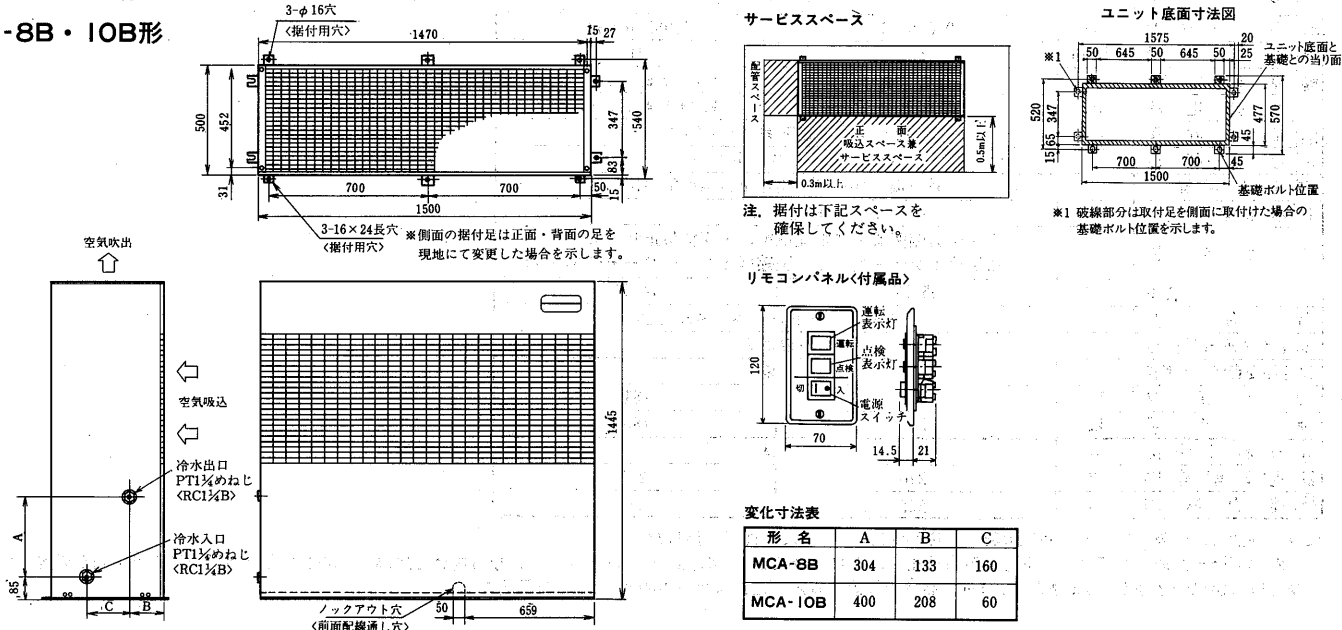 -8B・10B形
3-φ16穴
〈据付用穴〉
1470
15 27
500
452
347
540
83
31
700
700
50
15
1500
3-16×24長穴
〈据付用穴〉
※側面の据付足は正面・背面の足を
現地にて変更した場合を示します。
サービススペース
配管スペース
正面
吸込スペース兼
サービススペース
0.5m以上
0.3m以上
注. 据付は下記スペースを
確保してください。
ユニット底面寸法図
1575
20
50 645 50 645 50 25
※1
ユニット底面と
基礎との当り面
520
347
65
15
477
570
45
700
700
45
1500
基礎ボルト位置
※1 破線部分は取付足を側面に取付けた場合の
基礎ボルト位置を示します。
空気吹出
空気吸込
冷水出口
PT1¼めねじ
〈RC1¼B〉
冷水入口
PT1¼めねじ
〈RC1¼B〉
A
85
C
B
1445
ノックアウト穴
〈前面配線通し穴〉
50
659
リモコンパネル〈付属品〉
運転
表示灯
運転
点検
表示灯
点検
切
入
電源
スイッチ
120
70
14.5
21
変化寸法表
形名 A B C
MCA-8B 304 133 160
MCA-10B 400 208 60